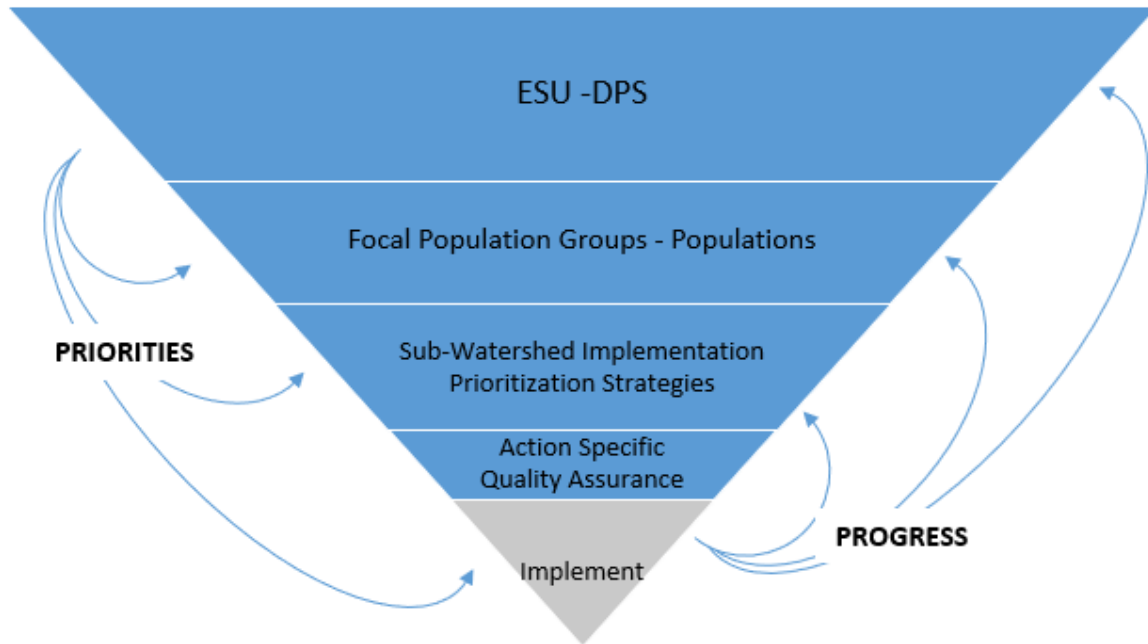 ESU -DPS
Focal Population Groups - Populations
PRIORITIES
Sub-Watershed Implementation
Prioritization Strategies
Action Specific
Quality Assurance
PROGRESS
Implement